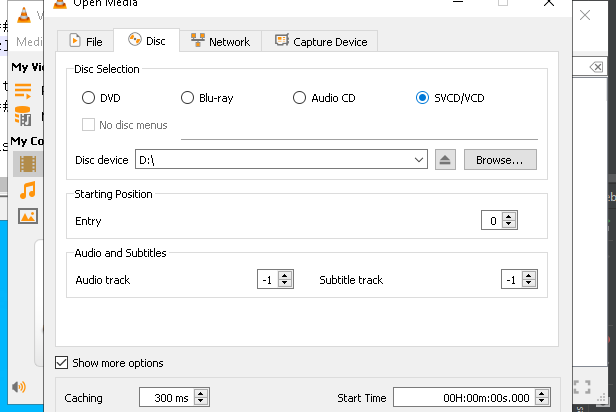 Open Media
Medi
File
Disc
Network
Capture Device
My Vi
Disc Selection
DVD
Blu-ray
Audio CD
SVCD/VCD
No disc menus
My Co
Disc device
D:\
Browse...
Starting Position
Entry
0
Audio and Subtitles
Audio track
-1
Subtitle track
-1
Show more options
Caching
300 ms
Start Time
00H:00m:00s.000